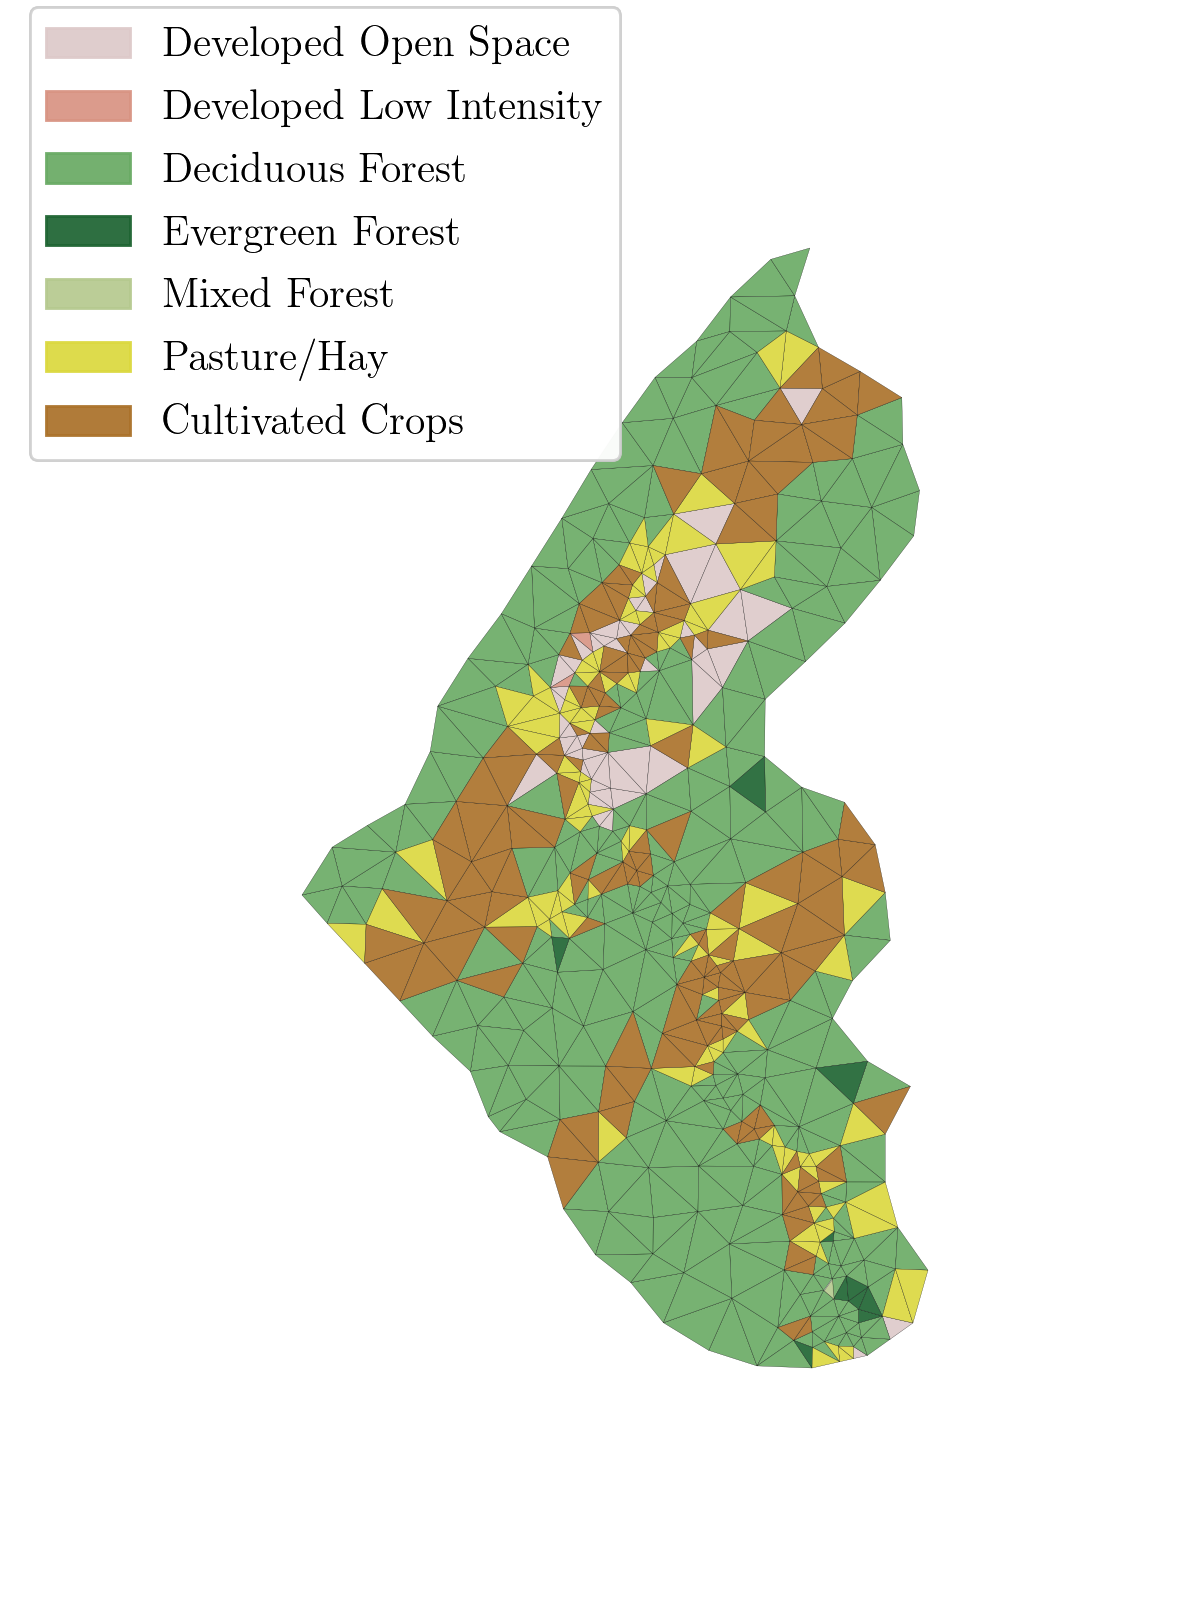 Developed Open Space
Developed Low Intensity
Deciduous Forest
Evergreen Forest
Mixed Forest
Pasture/Hay
Cultivated Crops